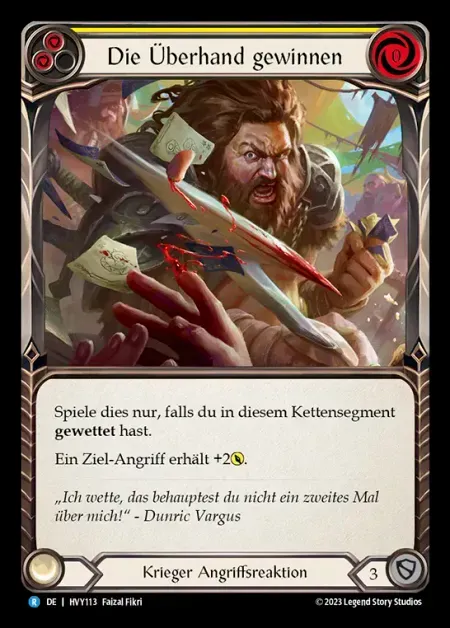 Die Überhand gewinnen
0
Spiele dies nur, falls du in diesem Kettensegment
gewettet hast.
Ein Ziel-Angriff erhält +2.
„Ich wette, das behauptest du nicht ein zweites Mal
über mich!“ - Dunric Vargus
Krieger Angriffsreaktion
3
R DE | HVY113 Faizal Fikri
© 2023 Legend Story Studios